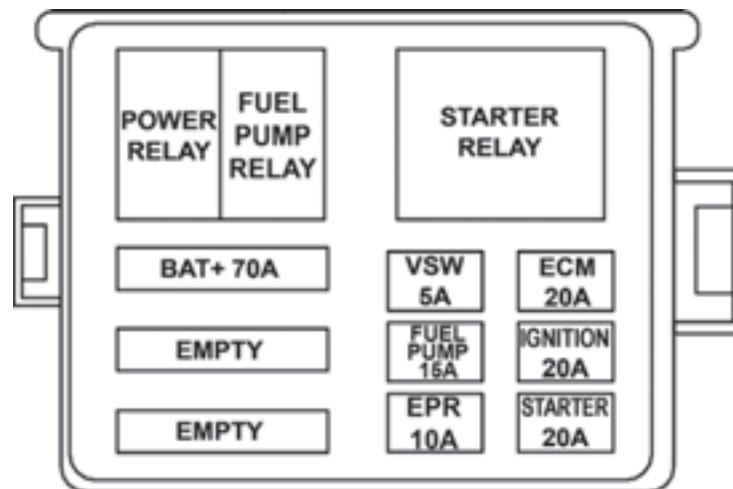 POWER
RELAY
FUEL
PUMP
RELAY
STARTER
RELAY
BAT+ 70A
VSW
5A
ECM
20A
EMPTY
FUEL
PUMP
15A
IGNITION
20A
EMPTY
EPR
10A
STARTER
20A